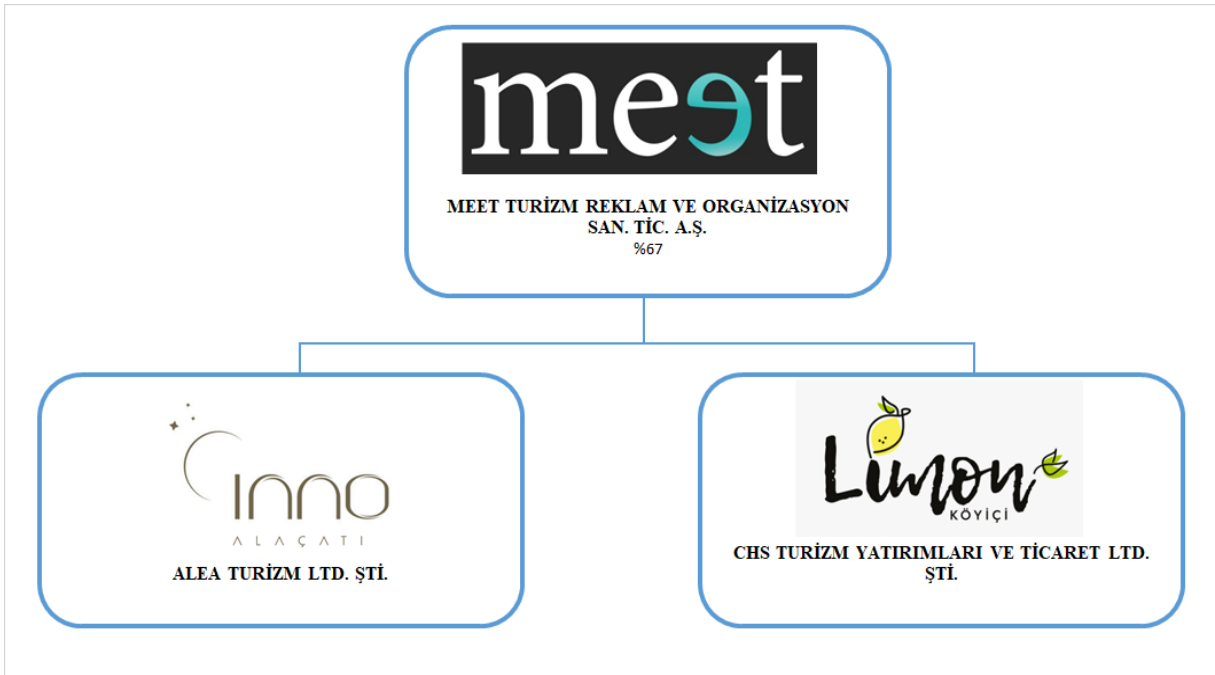 meet
MEET TURİZM REKLAM VE ORGANİZASYON
SAN. TİC. A.Ş.
%67
INNO
ALAÇATI
ALEA TURİZM LTD. ŞTİ.
Limon
KÖYİÇİ
CHS TURİZM YATIRIMLARI VE TİCARET LTD.
ŞTİ.